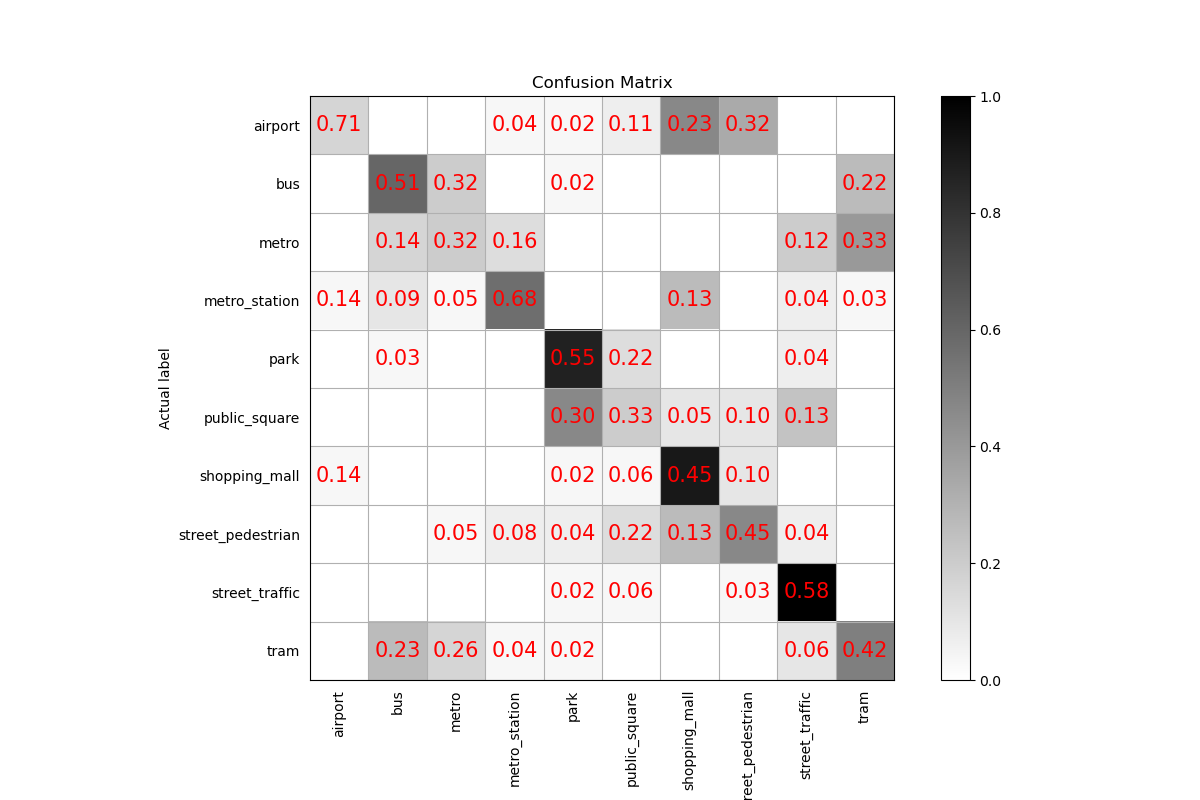 Confusion Matrix
airport 0.71 0.04 0.02 0.11 0.23 0.32
bus 0.51 0.32 0.02 0.22
metro 0.14 0.32 0.16 0.12 0.33
metro_station 0.14 0.09 0.05 0.68 0.13 0.04 0.03
park 0.03 0.55 0.22 0.04
public_square 0.30 0.33 0.05 0.10 0.13
shopping_mall 0.14 0.02 0.06 0.45 0.10
street_pedestrian 0.05 0.08 0.04 0.22 0.13 0.45 0.04
street_traffic 0.02 0.06 0.03 0.58
tram 0.23 0.26 0.04 0.02 0.06 0.42
Actual label
airport bus metro metro_station park public_square shopping_mall reet_pedestrian street_traffic tram
1.0
0.8
0.6
0.4
0.2
0.0